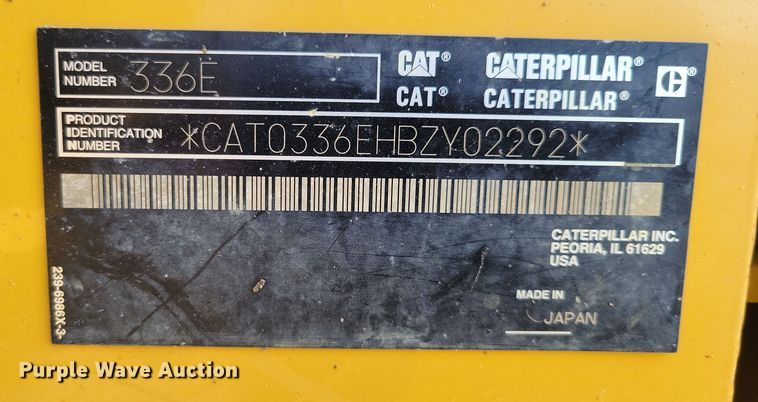 MODEL
NUMBER 336E
CAT® CATERPILLAR® C®
CAT® CATERPILLAR®
PRODUCT
IDENTIFICATION
NUMBER *CAT0336EHBZY02292*
CATERPILLAR INC.
PEORIA, IL 61629
USA
MADE IN
JAPAN
239-6986X-3-
Purple Wave Auction